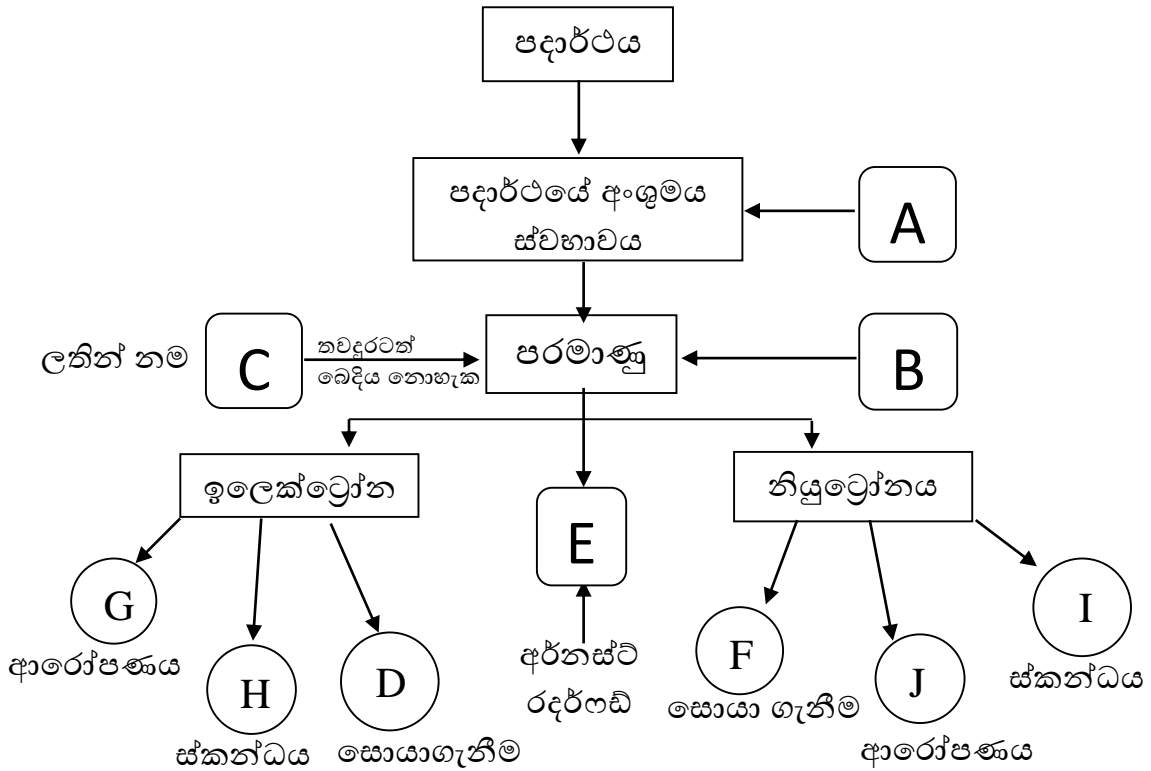 පදාර්ථය
පදාර්ථයේ අංශුමය
ස්වභාවය
A
ලතින් නම
C
තවදුරටත්
බෙදිය නොහැක
පරමාණු
B
ඉලෙක්ට්‍රෝන
E
නියුට්‍රෝනය
G
ආරෝපණය
H
ස්කන්ධය
D
සොයාගැනීම
අර්නස්ට්
රදර්ෆඩ්
F
සොයා ගැනීම
J
ආරෝපණය
I
ස්කන්ධය